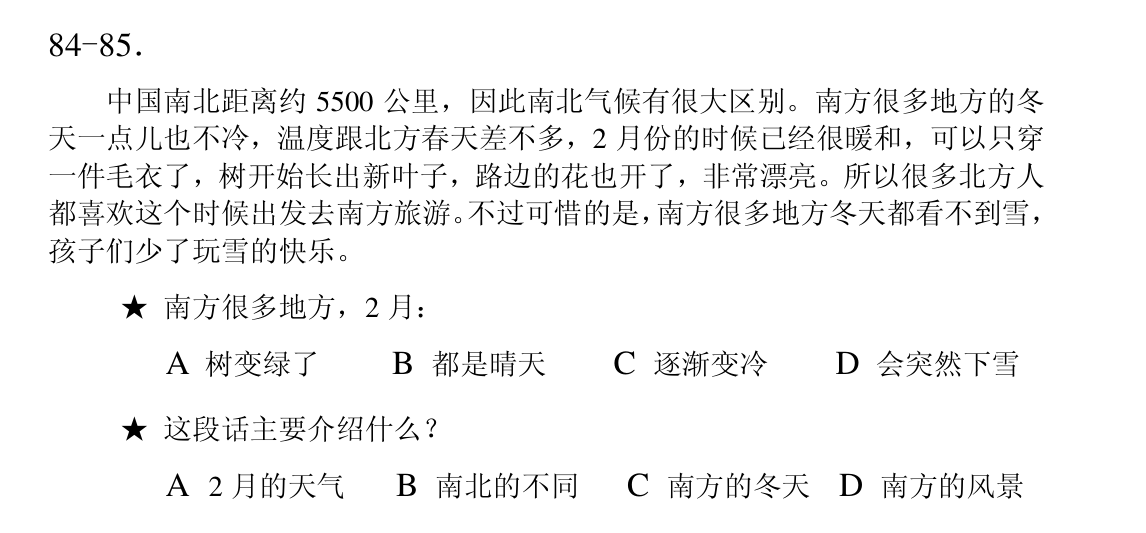 84-85.
中国南北距离约 5500 公里，因此南北气候有很大区别。南方很多地方的冬
天一点儿也不冷，温度跟北方春天差不多，2 月份的时候已经很暖和，可以只穿
一件毛衣了，树开始长出新叶子，路边的花也开了，非常漂亮。所以很多北方人
都喜欢这个时候出发去南方旅游。不过可惜的是，南方很多地方冬天都看不到雪，
孩子们少了玩雪的快乐。
★ 南方很多地方，2 月：
A 树变绿了 B 都是晴天 C 逐渐变冷 D 会突然下雪
★ 这段话主要介绍什么？
A 2 月的天气 B 南北的不同 C 南方的冬天 D 南方的风景